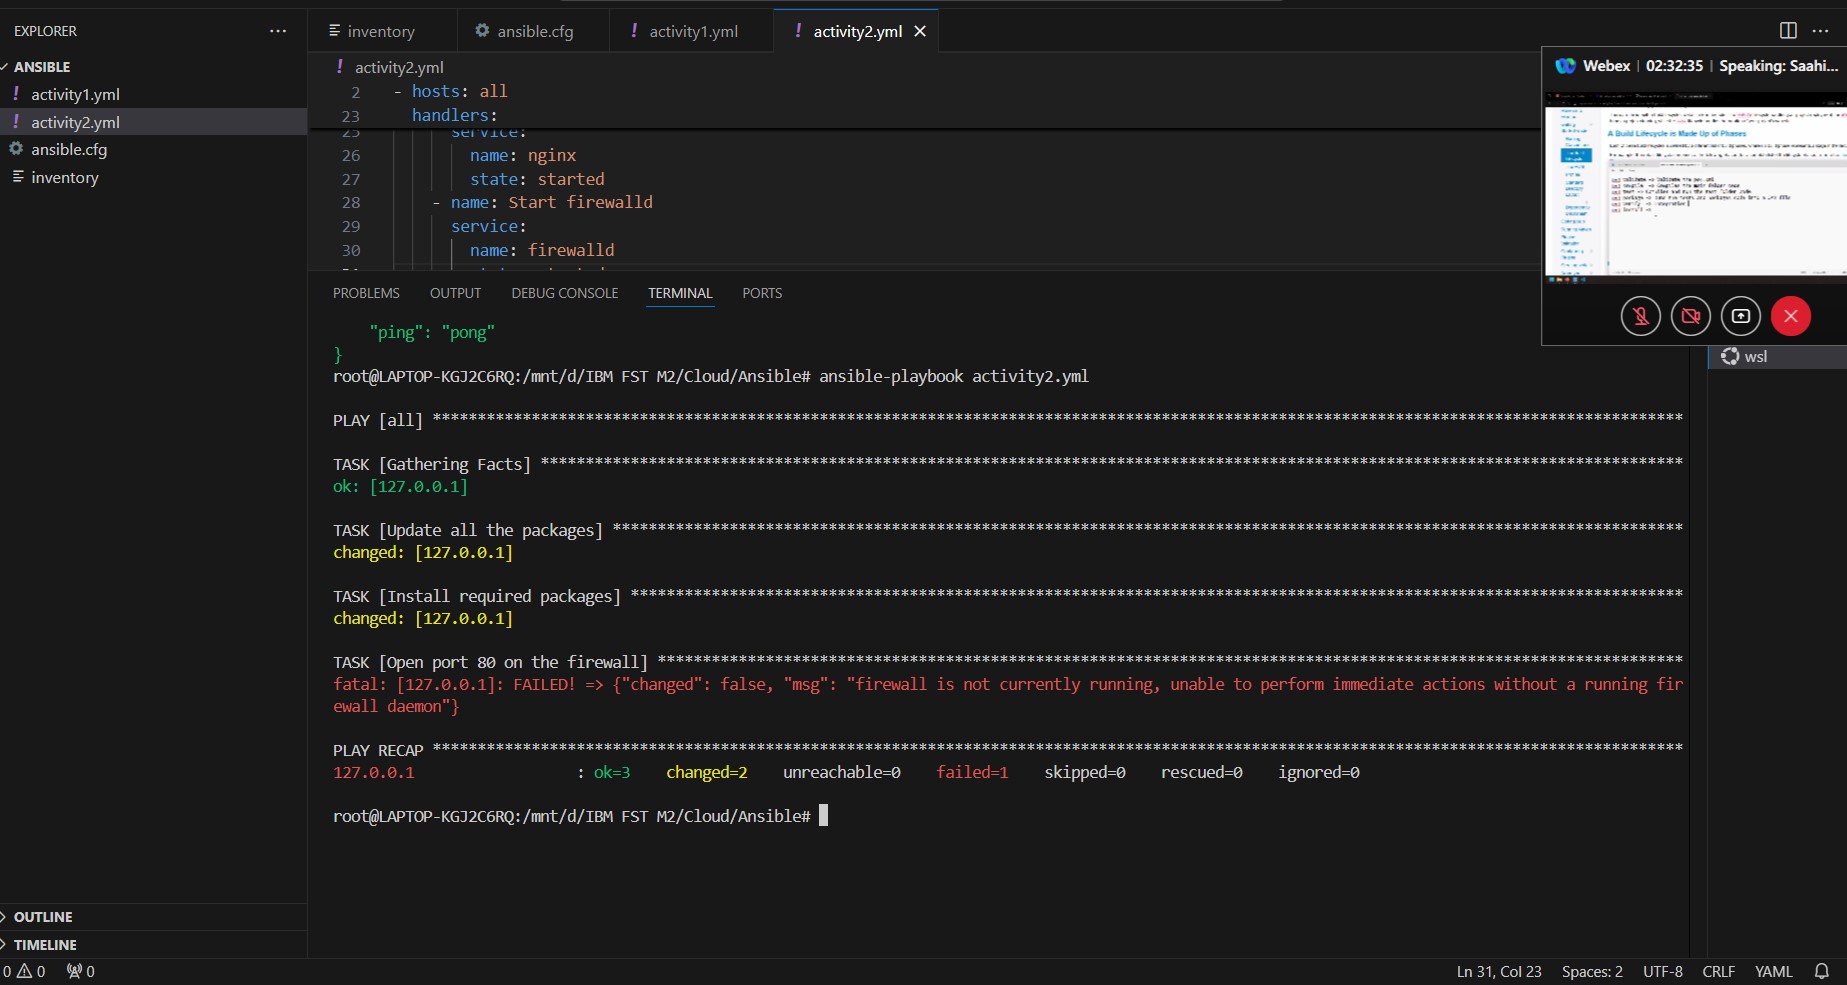 EXPLORER
ANSIBLE
activity1.yml
activity2.yml
ansible.cfg
inventory
OUTLINE
TIMELINE
inventory
ansible.cfg
activity1.yml
activity2.yml
activity2.yml
2 - hosts: all
23 handlers:
25 service:
26 name: nginx
27 state: started
28 - name: Start firewalld
29 service:
30 name: firewalld
PROBLEMS OUTPUT DEBUG CONSOLE TERMINAL PORTS
"ping": "pong"
}
root@LAPTOP-KGJ2C6RQ:/mnt/d/IBM FST M2/Cloud/Ansible# ansible-playbook activity2.yml
PLAY [all] ******************************************************************************************************************************************
TASK [Gathering Facts] ******************************************************************************************************************************
ok: [127.0.0.1]
TASK [Update all the packages] **********************************************************************************************************************
changed: [127.0.0.1]
TASK [Install required packages] ********************************************************************************************************************
changed: [127.0.0.1]
TASK [Open port 80 on the firewall] *****************************************************************************************************************
fatal: [127.0.0.1]: FAILED! => {"changed": false, "msg": "firewall is not currently running, unable to perform immediate actions without a running fir
ewall daemon"}
PLAY RECAP ******************************************************************************************************************************************
127.0.0.1 : ok=3 changed=2 unreachable=0 failed=1 skipped=0 rescued=0 ignored=0
root@LAPTOP-KGJ2C6RQ:/mnt/d/IBM FST M2/Cloud/Ansible#
Webex | 02:32:35 | Speaking: Saahi...
A Build Lifecycle is Made Up of Phases
wsl
0 0 0
Ln 31, Col 23 Spaces: 2 UTF-8 CRLF YAML